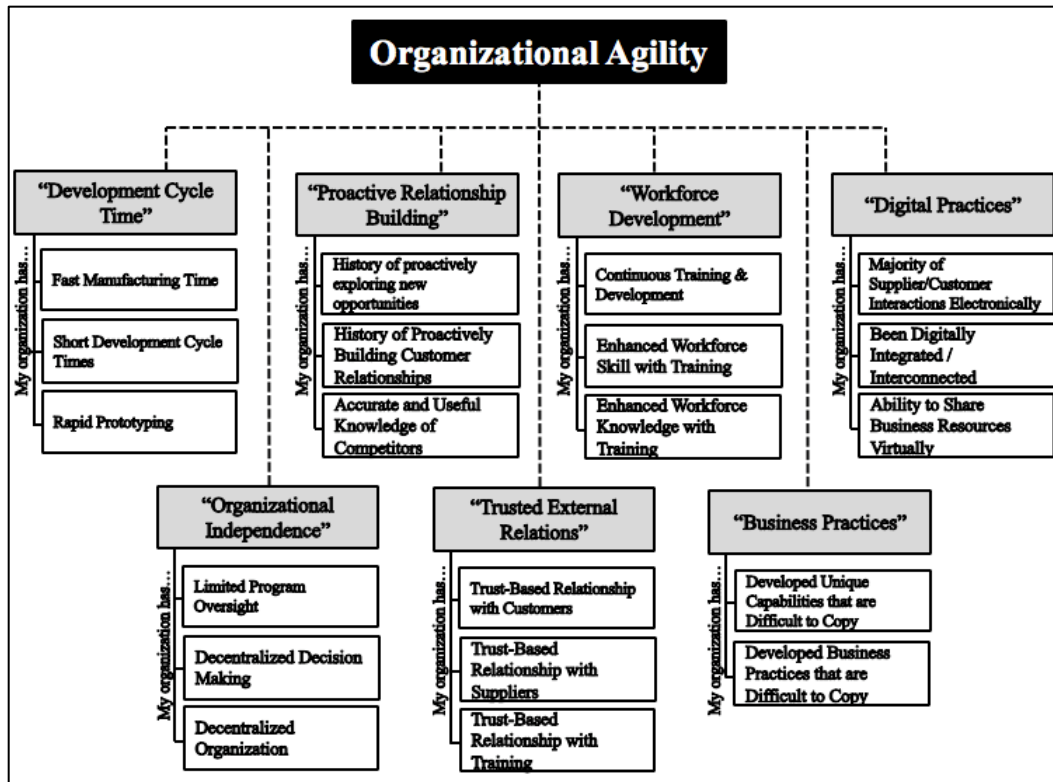 Organizational Agility
“Development Cycle
Time”
My organization has…
Fast Manufacturing Time
Short Development Cycle
Times
Rapid Prototyping
“Proactive Relationship
Building”
My organization has…
History of proactively
exploring new
opportunities
History of Proactively
Building Customer
Relationships
Accurate and Useful
Knowledge of
Competitors
“Workforce
Development”
My organization has…
Continuous Training &
Development
Enhanced Workforce
Skill with Training
Enhanced Workforce
Knowledge with
Training
“Digital Practices”
My organization has…
Majority of
Supplier/Customer
Interactions Electronically
Been Digitally
Integrated /
Interconnected
Ability to Share
Business Resources
Virtually
“Organizational
Independence”
My organization has…
Limited Program
Oversight
Decentralized Decision
Making
Decentralized
Organization
“Trusted External
Relations”
My organization has…
Trust-Based Relationship
with Customers
Trust-Based
Relationship with
Suppliers
Trust-Based
Relationship with
Training
“Business Practices”
My organization has…
Developed Unique
Capabilities that are
Difficult to Copy
Developed Business
Practices that are
Difficult to Copy